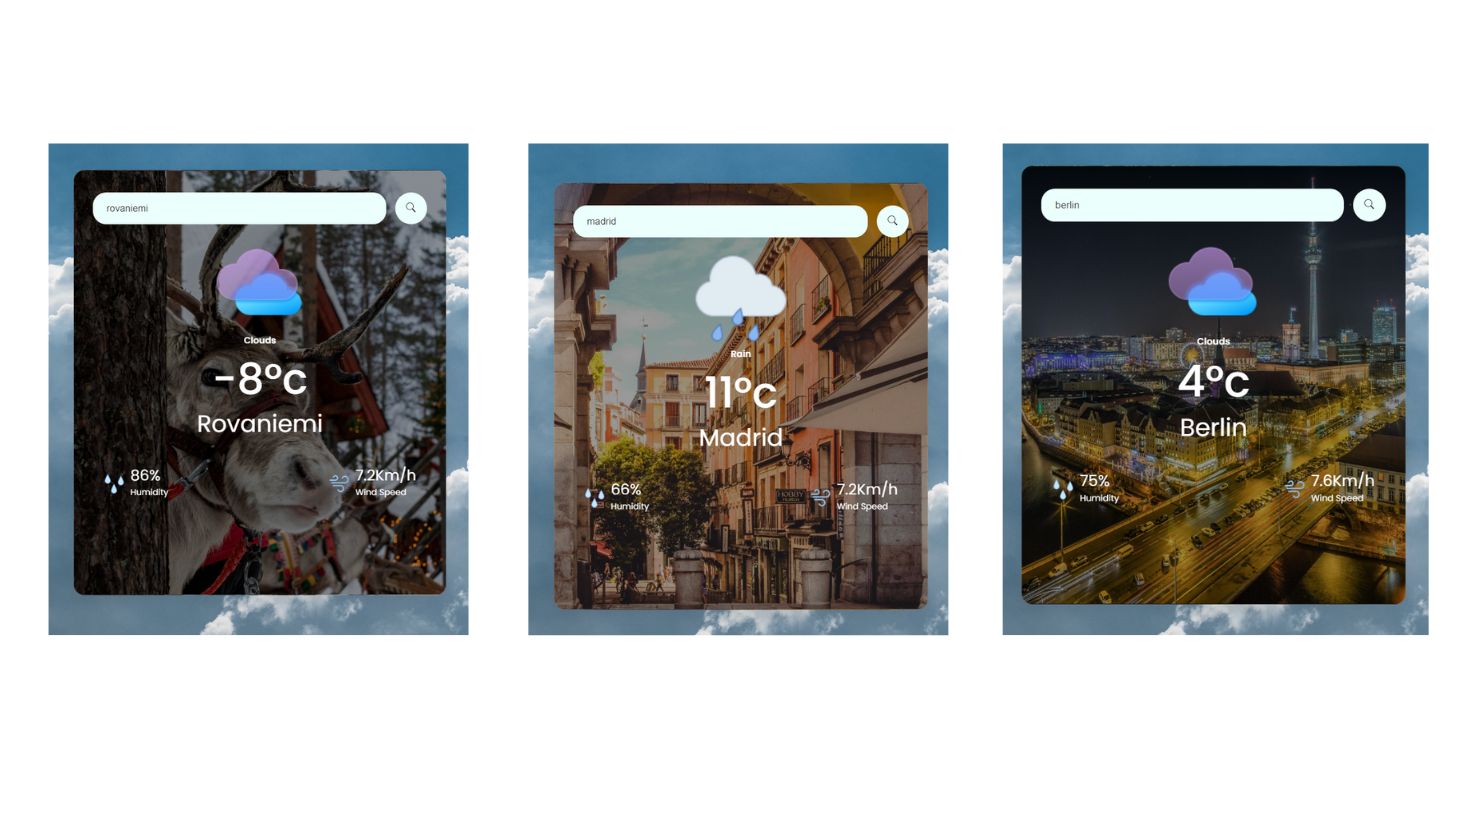 rovaniemi
Clouds
-8°c
Rovaniemi
86%
Humidity
7.2Km/h
Wind Speed
madrid
Rain
11°c
Madrid
66%
Humidity
HOBBY
7.2Km/h
Wind Speed
berlin
Clouds
4°c
Berlin
75%
Humidity
7.6Km/h
Wind Speed